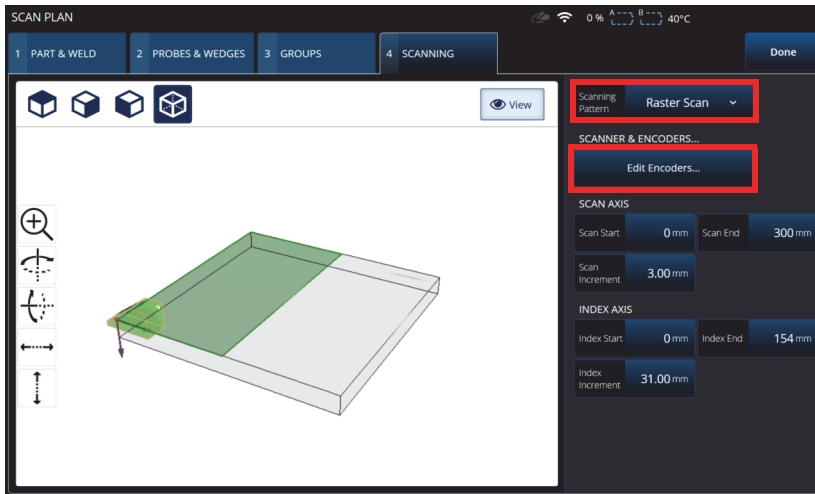 SCAN PLAN
0 % A B 40°C
1 PART & WELD 2 PROBES & WEDGES 3 GROUPS 4 SCANNING Done
View
Scanning Pattern Raster Scan
SCANNER & ENCODERS...
Edit Encoders...
SCAN AXIS
Scan Start 0 mm Scan End 300 mm
Scan Increment 3.00 mm
INDEX AXIS
Index Start 0 mm Index End 154 mm
Index Increment 31.00 mm